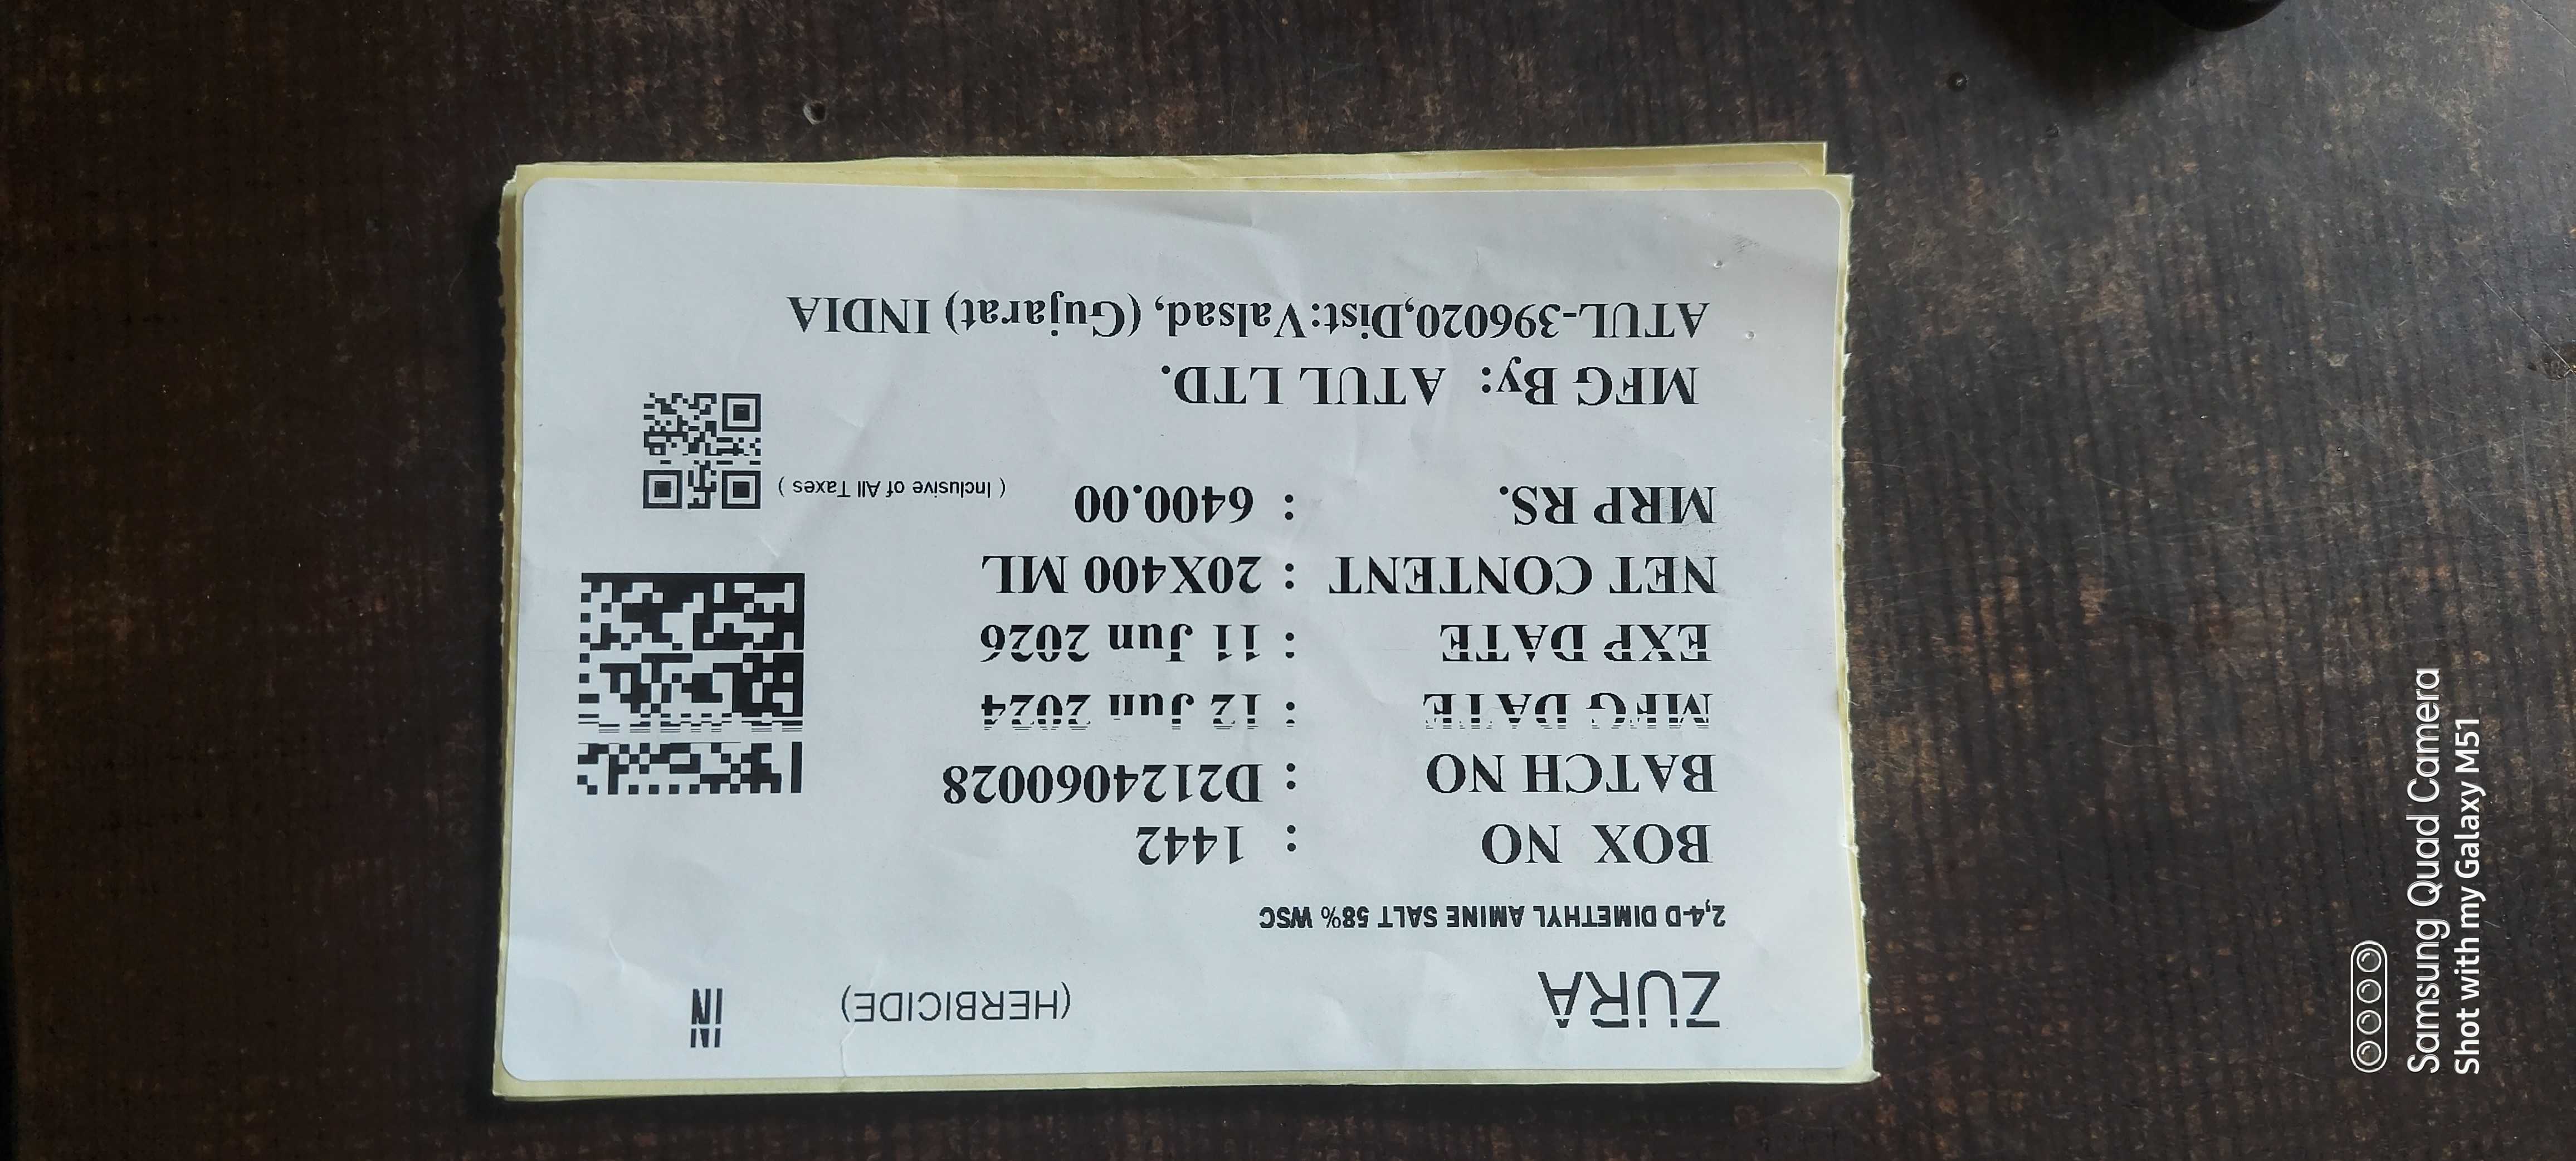 ZURA (HERBICIDE) IN
2,4-D DIMETHYL AMINE SALT 58% WSC
BOX NO : 1442
BATCH NO : D2124060028
MFG DATE : 12 Jun 2024
EXP DATE : 11 Jun 2026
NET CONTENT : 20X400 ML
MRP RS. : 6400.00 ( Inclusive of All Taxes )
MFG By: ATUL LTD.
ATUL-396020,Dist:Valsad, (Gujarat) INDIA
Samsung Quad Camera
Shot with my Galaxy M51